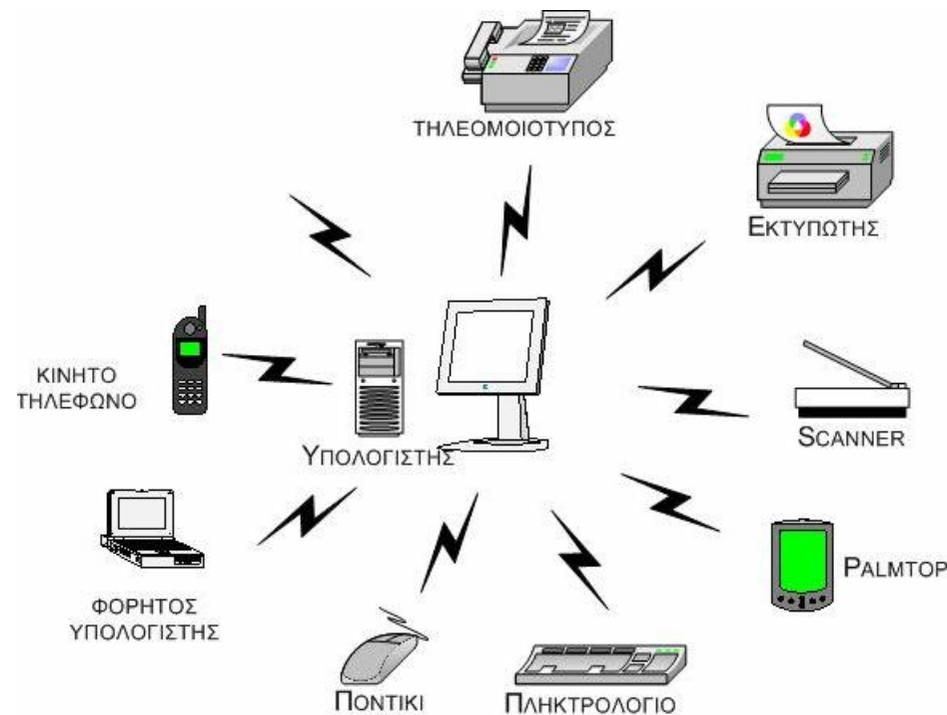 ΤΗΛΕΟΜΟΙΟΤΥΠΟΣ
ΕΚΤΥΠΩΤΗΣ
ΚΙΝΗΤΟ
ΤΗΛΕΦΩΝΟ
SCANNER
ΥΠΟΛΟΓΙΣΤΗΣ
PALMTOP
ΦΟΡΗΤΟΣ
ΥΠΟΛΟΓΙΣΤΗΣ
ΠΟΝΤΙΚΙ
ΠΛΗΚΤΡΟΛΟΓΙΟ